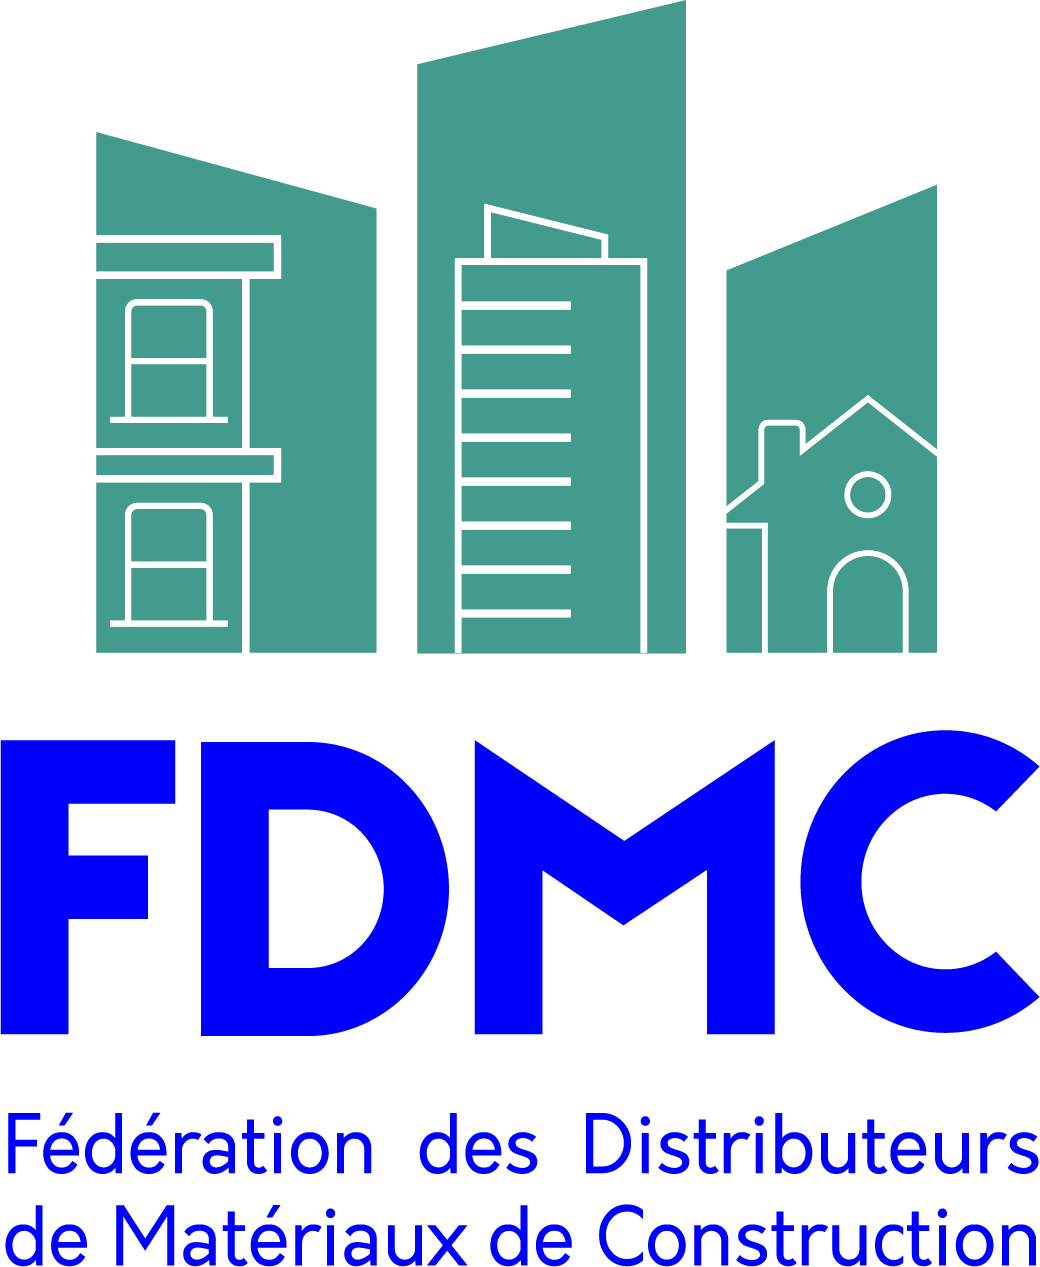 FDMC
Fédération des Distributeurs
de Matériaux de Construction